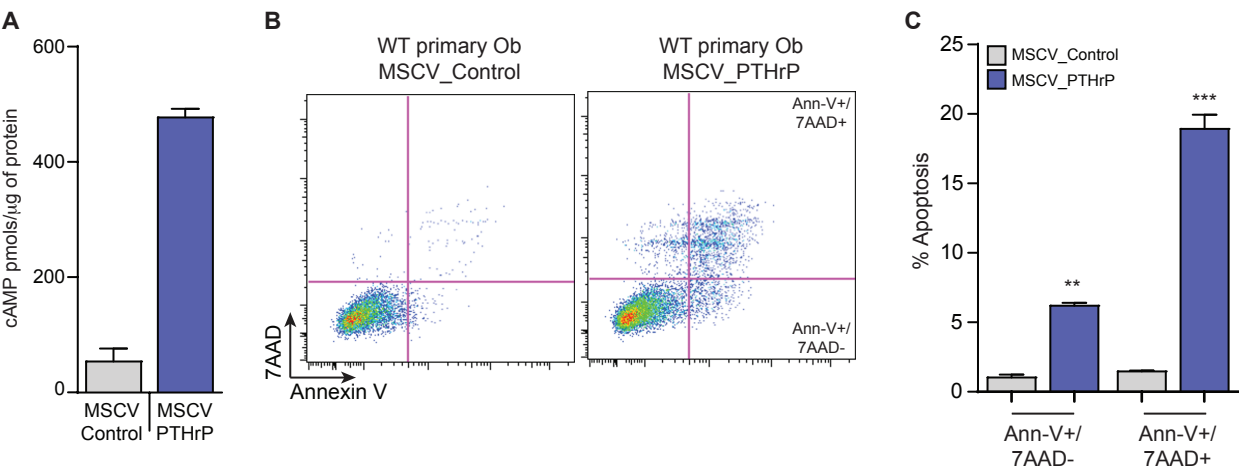 A
cAMP pmols/μg of protein
600
400
200
0
MSCV
Control
MSCV
PTHrP
B
WT primary Ob
MSCV_Control
WT primary Ob
MSCV_PTHrP
Ann-V+/
7AAD+
Ann-V+/
7AAD-
7AAD
Annexin V
C
% Apoptosis
25
20
15
10
5
0
MSCV_Control
MSCV_PTHrP
**
***
Ann-V+/
7AAD-
Ann-V+/
7AAD+